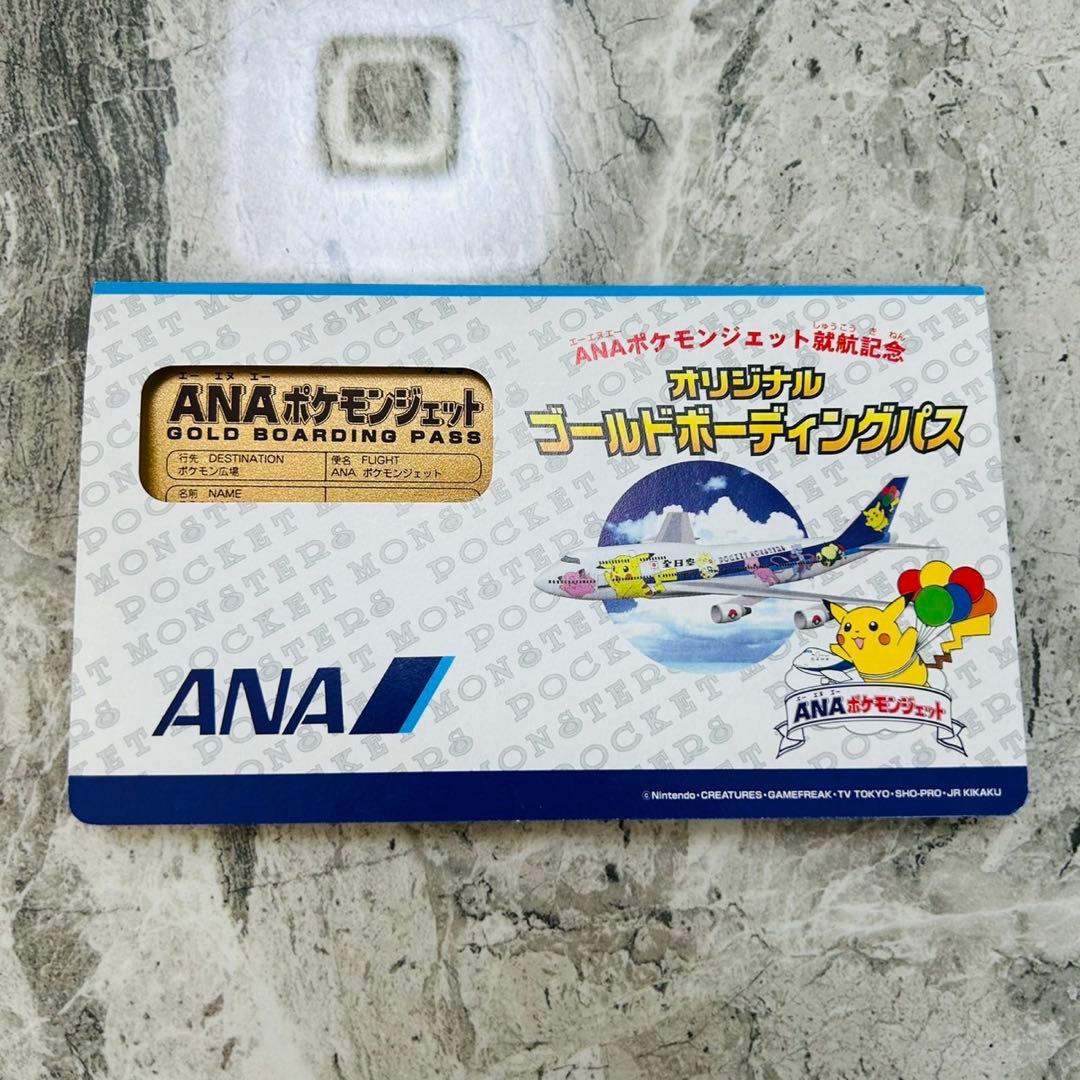 エー エヌ エー
ANAポケモンジェット
GOLD BOARDING PASS
行先 DESTINATION
ポケモン広場
便名 FLIGHT
ANA ポケモンジェット
名前 NAME
エー エヌ エー しゅうこう き ねん
ANAポケモンジェット就航記念
オリジナル
ゴールドボーディングパス
全日空
POCKET MONSTERS
エー エヌ エー
ANAポケモンジェット
ANA
POCKET MONSTERS
©Nintendo・CREATURES・GAMEFREAK・TV TOKYO・SHO-PRO・JR KIKAKU